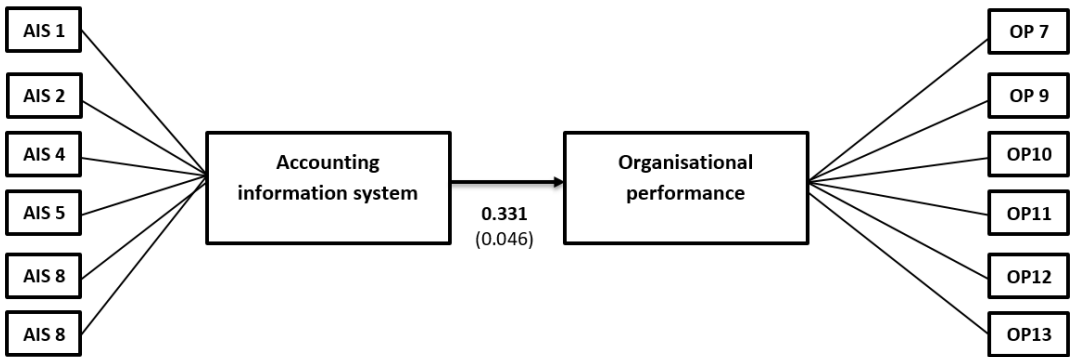 AIS 1
AIS 2
AIS 4
AIS 5
AIS 8
AIS 8
Accounting
information system
0.331
(0.046)
Organisational
performance
OP 7
OP 9
OP10
OP11
OP12
OP13